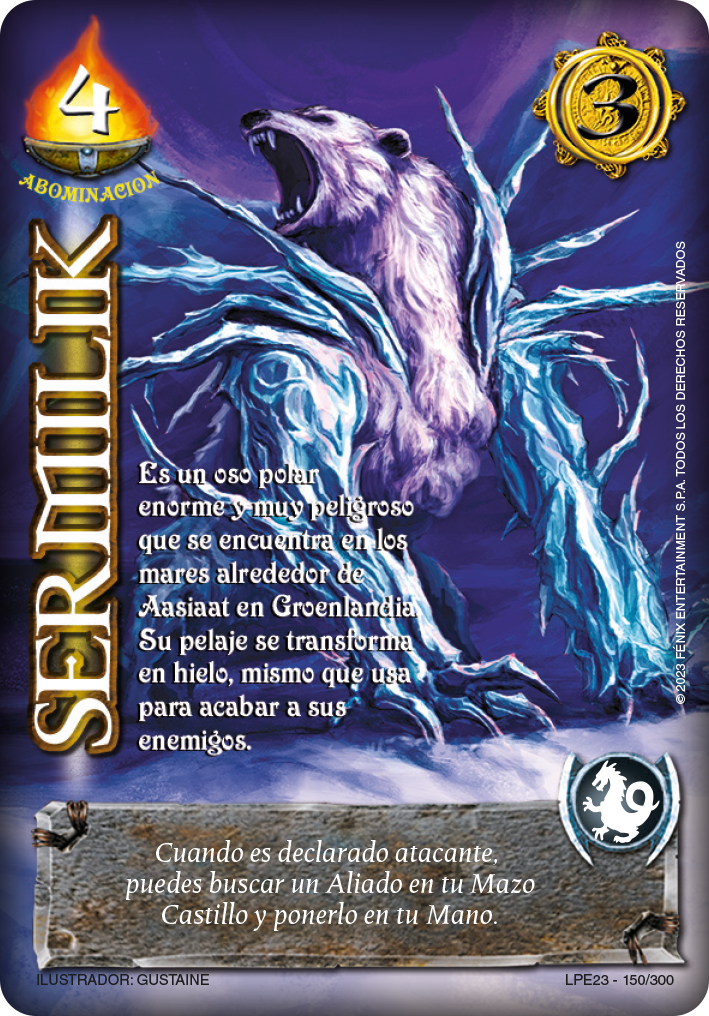 4
3
ABOMINACION
SERMILIK
Es un oso polar
enorme y muy peligroso
que se encuentra en los
mares alrededor de
Aasiaat en Groenlandia.
Su pelaje se transforma
en hielo, mismo que usa
para acabar a sus
enemigos.
© 2023 FÉNIX ENTERTAINMENT S.P.A. TODOS LOS DERECHOS RESERVADOS
Cuando es declarado atacante,
puedes buscar un Aliado en tu Mazo
Castillo y ponerlo en tu Mano.
ILUSTRADOR: GUSTAINE
LPE23 - 150/300